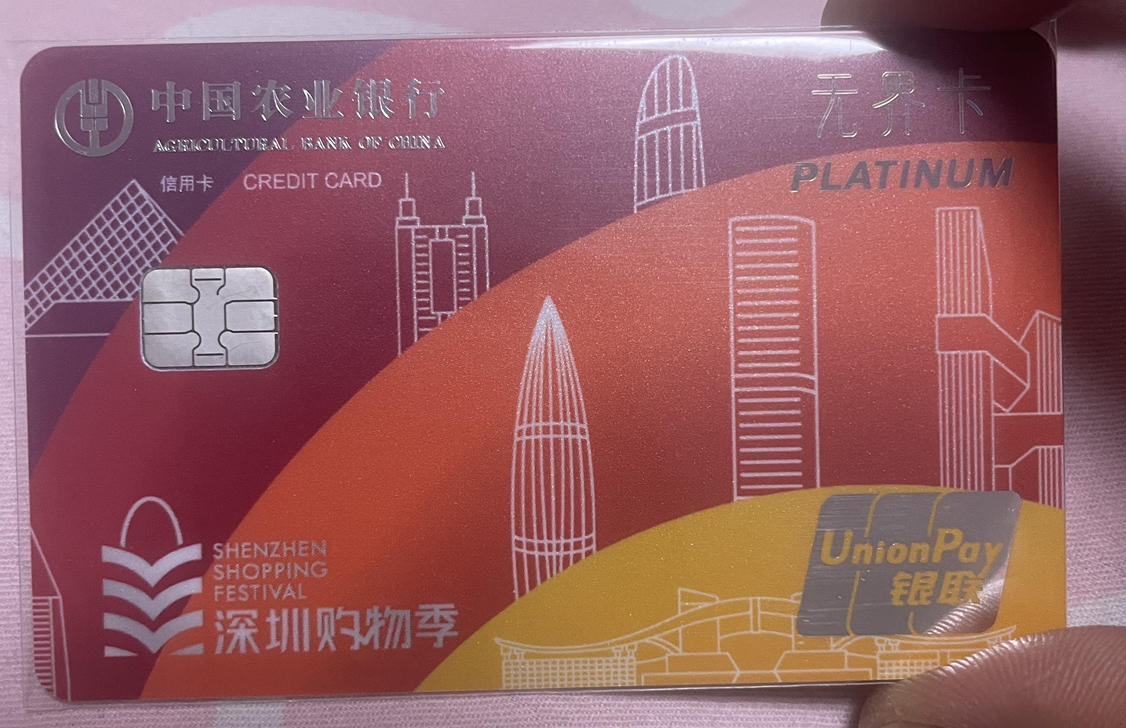 中国农业银行
AGRICULTURAL BANK OF CHINA
信用卡 CREDIT CARD
无界卡
PLATINUM
SHENZHEN
SHOPPING
FESTIVAL
深圳购物季
UnionPay
银联